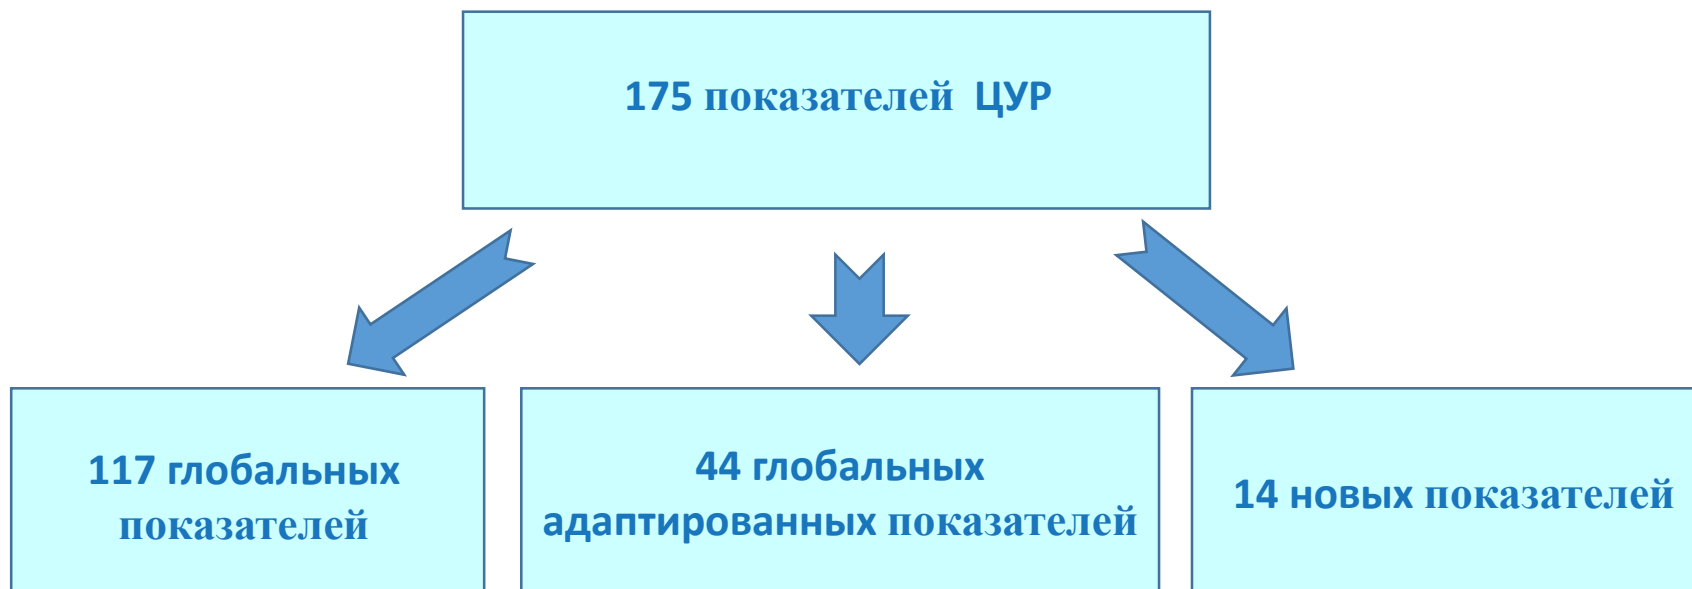 175 показателей ЦУР
117 глобальных
показателей
44 глобальных
адаптированных показателей
14 новых показателей